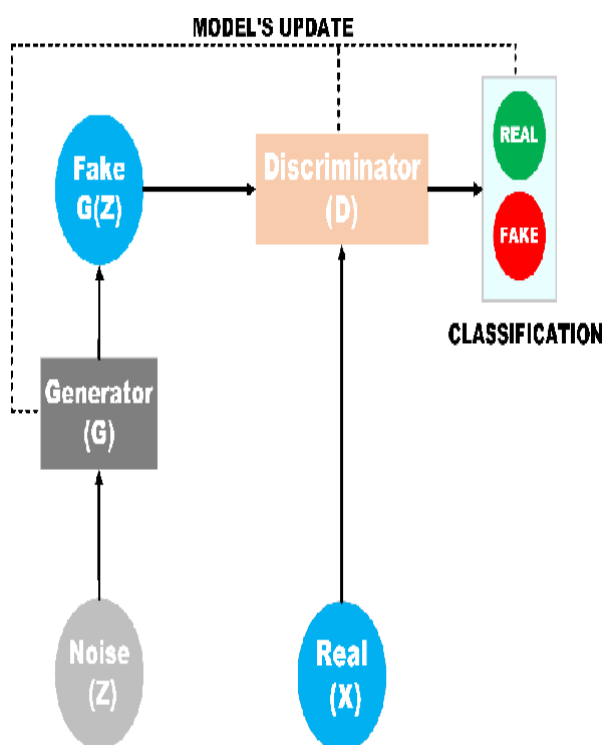 MODEL'S UPDATE
Fake
G(Z)
Discriminator
(D)
REAL
FAKE
CLASSIFICATION
Generator
(G)
Noise
(Z)
Real
(X)